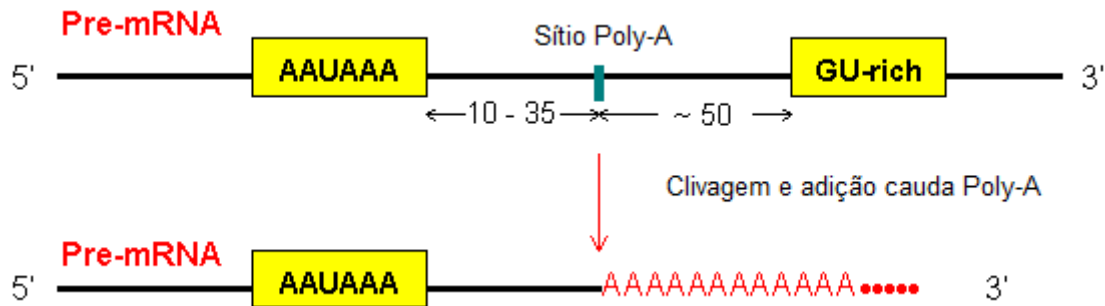 Pre-mRNA
Sítio Poly-A
5' AAUAAA GU-rich 3'
10 - 35 ~ 50
Clivagem e adição cauda Poly-A
Pre-mRNA
5' AAUAAA AAAAAAAAAAAA••••• 3'